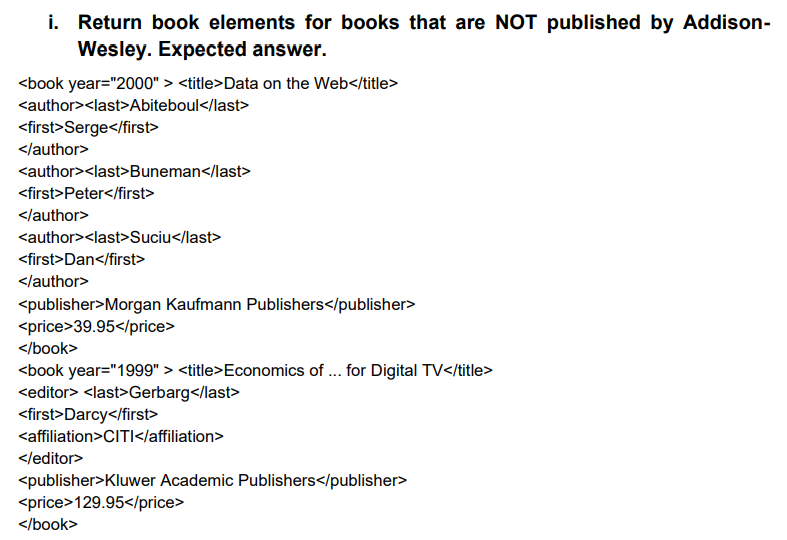 i. Return book elements for books that are NOT published by Addison-
Wesley. Expected answer.
<book year="2000" > <title>Data on the Web</title>
<author><last>Abiteboul</last>
<first>Serge</first>
</author>
<author><last>Buneman</last>
<first>Peter</first>
</author>
<author><last>Suciu</last>
<first>Dan</first>
</author>
<publisher>Morgan Kaufmann Publishers</publisher>
<price>39.95</price>
</book>
<book year="1999" > <title>Economics of ... for Digital TV</title>
<editor> <last>Gerbarg</last>
<first>Darcy</first>
<affiliation>CITI</affiliation>
</editor>
<publisher>Kluwer Academic Publishers</publisher>
<price>129.95</price>
</book>